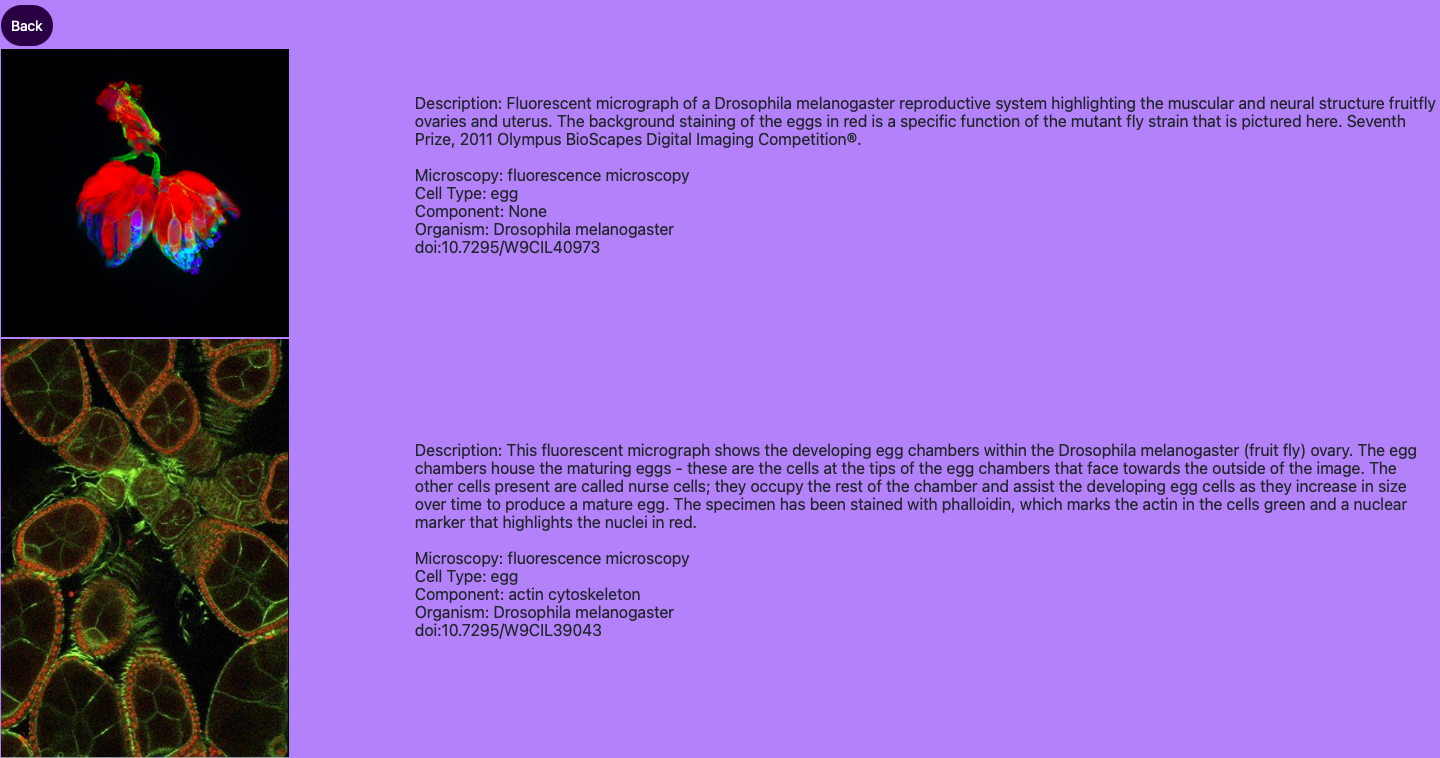 Back
Description: Fluorescent micrograph of a Drosophila melanogaster reproductive system highlighting the muscular and neural structure fruitfly
ovaries and uterus. The background staining of the eggs in red is a specific function of the mutant fly strain that is pictured here. Seventh
Prize, 2011 Olympus BioScapes Digital Imaging Competition®.
Microscopy: fluorescence microscopy
Cell Type: egg
Component: None
Organism: Drosophila melanogaster
doi:10.7295/W9CIL40973
Description: This fluorescent micrograph shows the developing egg chambers within the Drosophila melanogaster (fruit fly) ovary. The egg
chambers house the maturing eggs - these are the cells at the tips of the egg chambers that face towards the outside of the image. The
other cells present are called nurse cells; they occupy the rest of the chamber and assist the developing egg cells as they increase in size
over time to produce a mature egg. The specimen has been stained with phalloidin, which marks the actin in the cells green and a nuclear
marker that highlights the nuclei in red.
Microscopy: fluorescence microscopy
Cell Type: egg
Component: actin cytoskeleton
Organism: Drosophila melanogaster
doi:10.7295/W9CIL39043